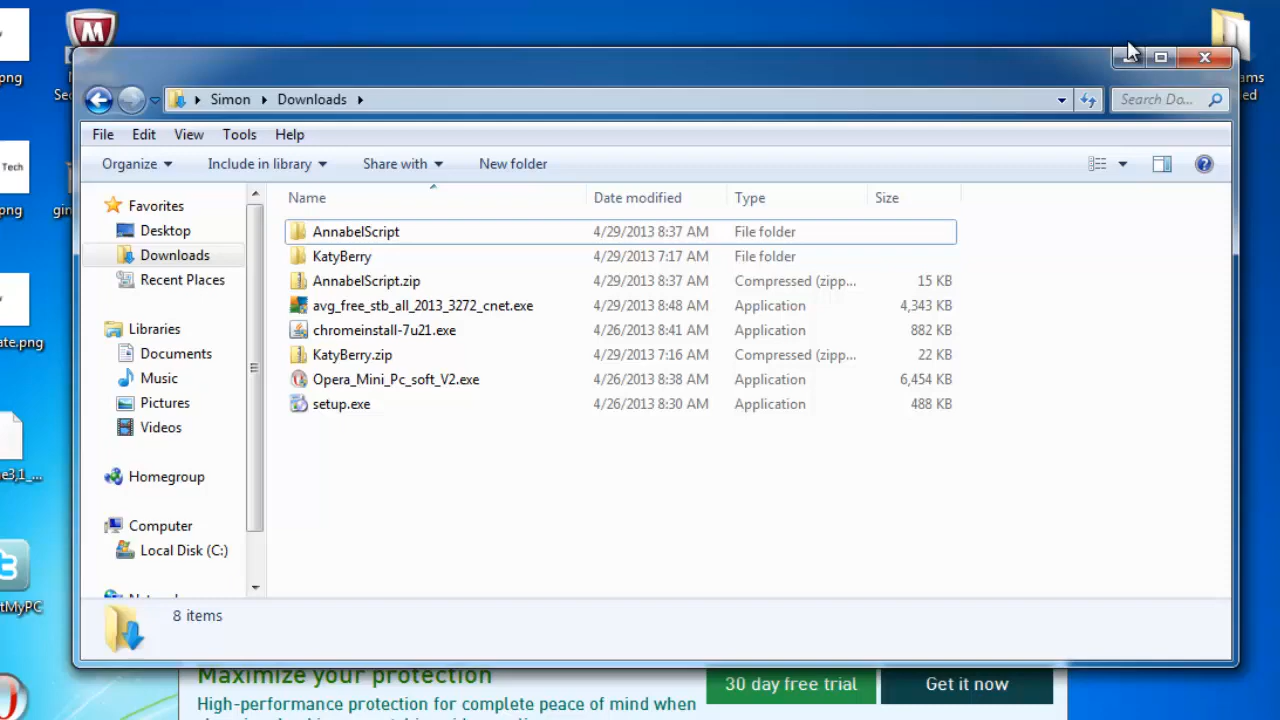 png
Tech
png
gin
ate.png
e3,1_...
tMyPC
Sec
ams
ed
Simon Downloads
Search Do...
File Edit View Tools Help
Organize Include in library Share with New folder
Name Date modified Type Size
Favorites
Desktop
Downloads
Recent Places
Libraries
Documents
Music
Pictures
Videos
Homegroup
Computer
Local Disk (C:)
AnnabelScript 4/29/2013 8:37 AM File folder
KatyBerry 4/29/2013 7:17 AM File folder
AnnabelScript.zip 4/29/2013 8:37 AM Compressed (zipp... 15 KB
avg_free_stb_all_2013_3272_cnet.exe 4/29/2013 8:48 AM Application 4,343 KB
chromeinstall-7u21.exe 4/26/2013 8:41 AM Application 882 KB
KatyBerry.zip 4/29/2013 7:16 AM Compressed (zipp... 22 KB
Opera_Mini_Pc_soft_V2.exe 4/26/2013 8:38 AM Application 6,454 KB
setup.exe 4/26/2013 8:30 AM Application 488 KB
8 items
Maximize your protection
High-performance protection for complete peace of mind when
30 day free trial
Get it now